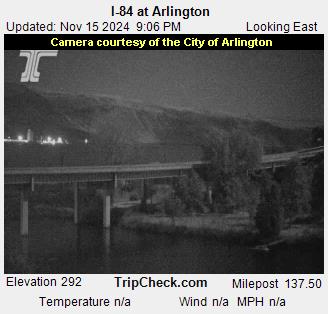 I-84 at Arlington
Updated: Nov 15 2024 9:06 PM Looking East
Camera courtesy of the City of Arlington
Elevation 292 TripCheck.com Milepost 137.50
Temperature n/a Wind n/a MPH n/a